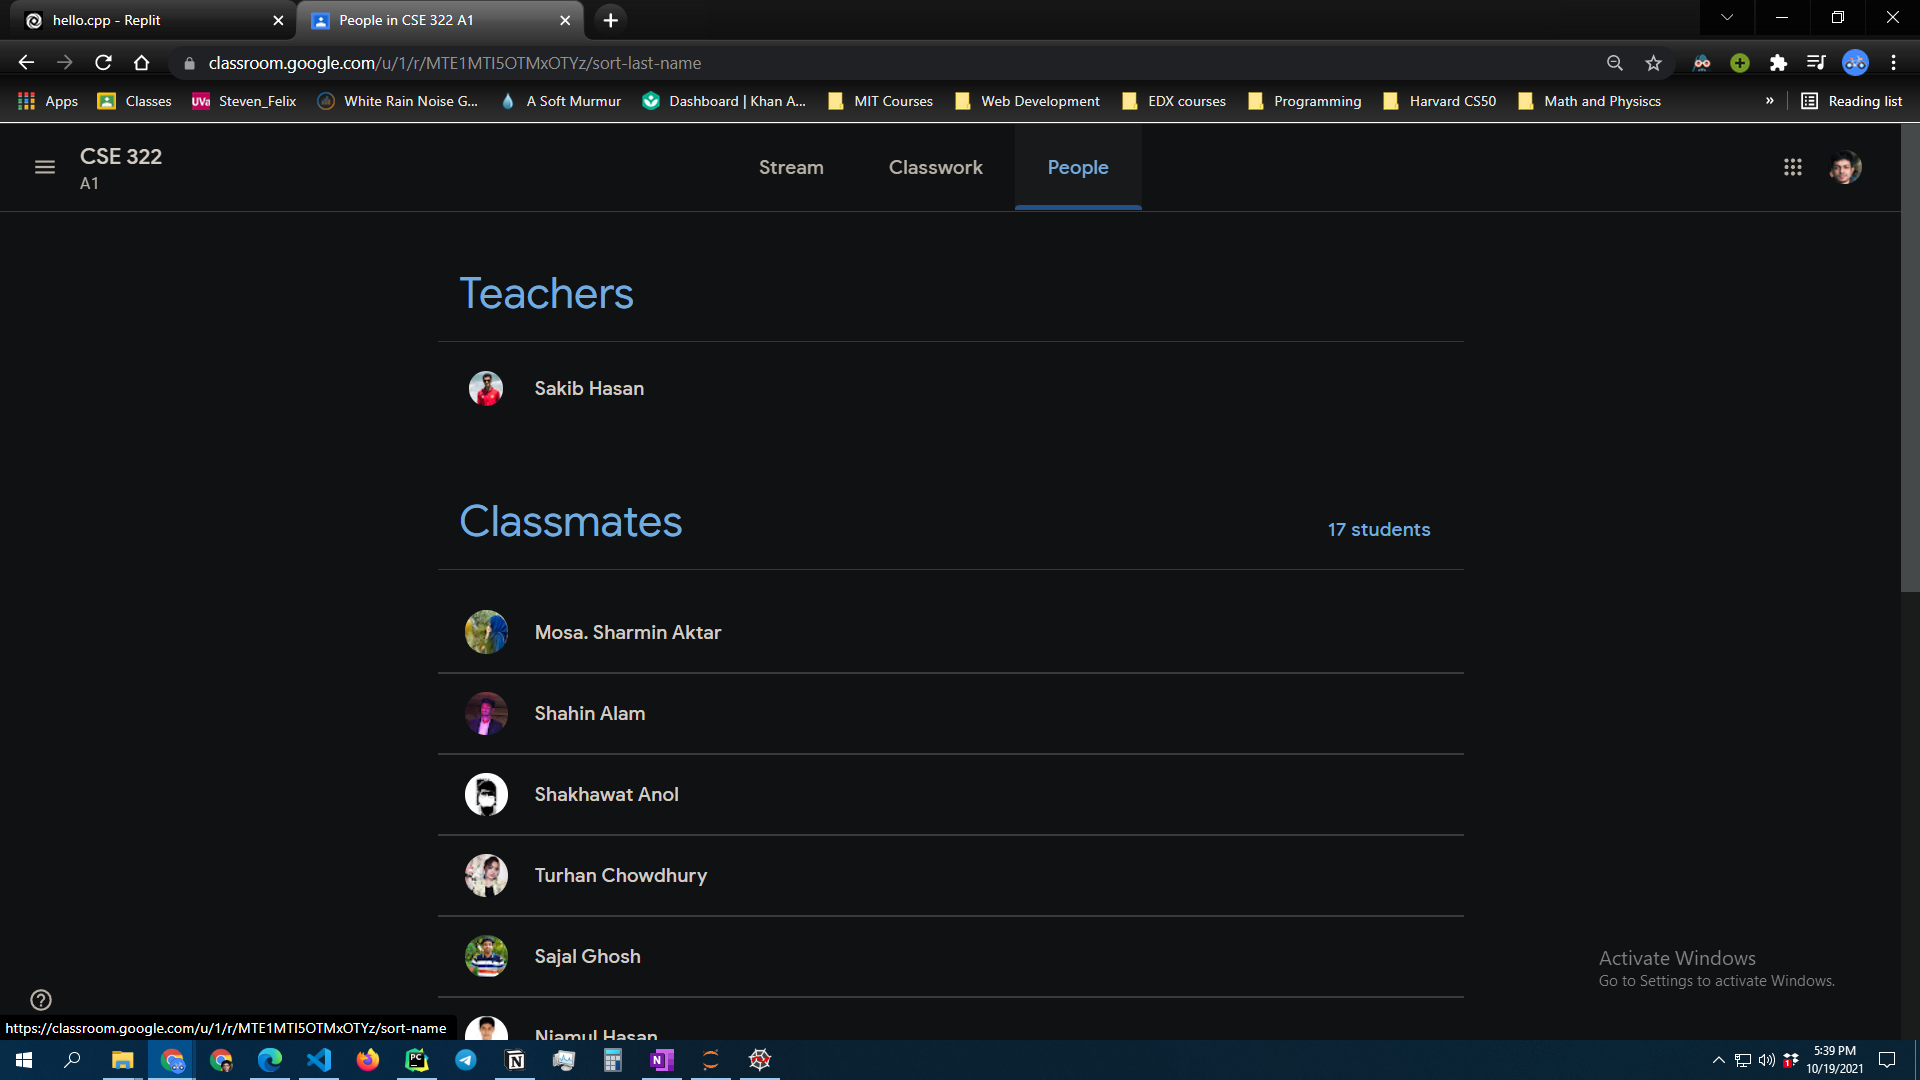 hello.cpp - Replit
People in CSE 322 A1
classroom.google.com/u/1/r/MTE1MTI5OTMxOTYz/sort-last-name
Apps
Classes
UVa Steven_Felix
White Rain Noise G...
A Soft Murmur
Dashboard | Khan A...
MIT Courses
Web Development
EDX courses
Programming
Harvard CS50
Math and Physiscs
»
Reading list
CSE 322
A1
Stream
Classwork
People
Teachers
Sakib Hasan
Classmates
17 students
Mosa. Sharmin Aktar
Shahin Alam
Shakhawat Anol
Turhan Chowdhury
Sajal Ghosh
Niamul Hasan
Activate Windows
Go to Settings to activate Windows.
https://classroom.google.com/u/1/r/MTE1MTI5OTMxOTYz/sort-name
5:39 PM
10/19/2021